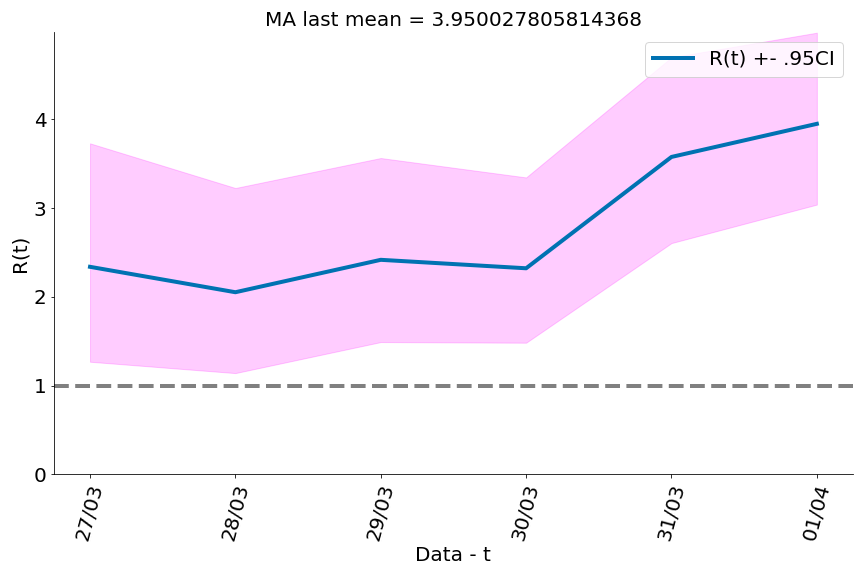 MA last mean = 3.950027805814368
R(t) +- .95CI
4
3
2
1
0
R(t)
27/03
28/03
29/03
30/03
31/03
01/04
Data - t